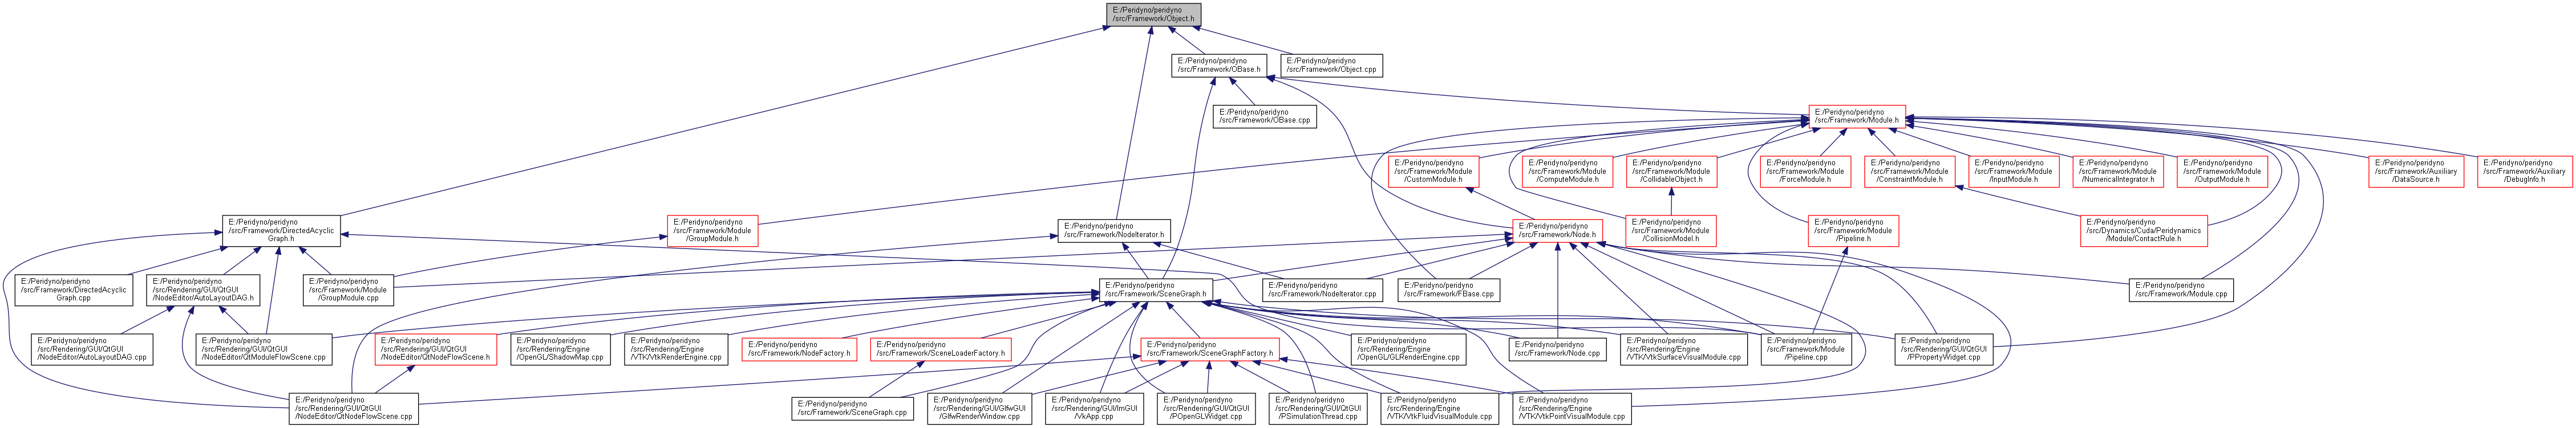 E:/Peridyno/peridyno
/src/Framework/Object.h
E:/Peridyno/peridyno
/src/Framework/OBase.h
E:/Peridyno/peridyno
/src/Framework/Object.cpp
E:/Peridyno/peridyno
/src/Framework/OBase.cpp
E:/Peridyno/peridyno
/src/Framework/Module.h
E:/Peridyno/peridyno
/src/Framework/Module
/CustomModule.h
E:/Peridyno/peridyno
/src/Framework/Module
/ComputeModule.h
E:/Peridyno/peridyno
/src/Framework/Module
/CollidableObject.h
E:/Peridyno/peridyno
/src/Framework/Module
/ForceModule.h
E:/Peridyno/peridyno
/src/Framework/Module
/ConstraintModule.h
E:/Peridyno/peridyno
/src/Framework/Module
/InputModule.h
E:/Peridyno/peridyno
/src/Framework/Module
/NumericalIntegrator.h
E:/Peridyno/peridyno
/src/Framework/Module
/OutputModule.h
E:/Peridyno/peridyno
/src/Framework/Auxiliary
/DataSource.h
E:/Peridyno/peridyno
/src/Framework/Auxiliary
/DebugInfo.h
E:/Peridyno/peridyno
/src/Framework/DirectedAcyclic
Graph.h
E:/Peridyno/peridyno
/src/Framework/Module
/GroupModule.h
E:/Peridyno/peridyno
/src/Framework/NodeIterator.h
E:/Peridyno/peridyno
/src/Framework/Node.h
E:/Peridyno/peridyno
/src/Framework/Module
/CollisionModel.h
E:/Peridyno/peridyno
/src/Framework/Module
/Pipeline.h
E:/Peridyno/peridyno
/src/Dynamics/Cuda/Peridynamics
/Module/ContactRule.h
E:/Peridyno/peridyno
/src/Framework/DirectedAcyclic
Graph.cpp
E:/Peridyno/peridyno
/src/Rendering/GUI/QtGUI
/NodeEditor/AutoLayoutDAG.h
E:/Peridyno/peridyno
/src/Framework/Module
/GroupModule.cpp
E:/Peridyno/peridyno
/src/Framework/SceneGraph.h
E:/Peridyno/peridyno
/src/Framework/NodeIterator.cpp
E:/Peridyno/peridyno
/src/Framework/FBase.cpp
E:/Peridyno/peridyno
/src/Framework/Module.cpp
E:/Peridyno/peridyno
/src/Rendering/GUI/QtGUI
/NodeEditor/AutoLayoutDAG.cpp
E:/Peridyno/peridyno
/src/Rendering/GUI/QtGUI
/NodeEditor/QtModuleFlowScene.cpp
E:/Peridyno/peridyno
/src/Rendering/GUI/QtGUI
/NodeEditor/QtNodeFlowScene.h
E:/Peridyno/peridyno
/src/Rendering/Engine
/OpenGL/ShadowMap.cpp
E:/Peridyno/peridyno
/src/Rendering/Engine
/VTK/VtkRenderEngine.cpp
E:/Peridyno/peridyno
/src/Framework/NodeFactory.h
E:/Peridyno/peridyno
/src/Framework/SceneLoaderFactory.h
E:/Peridyno/peridyno
/src/Framework/SceneGraphFactory.h
E:/Peridyno/peridyno
/src/Rendering/Engine
/OpenGL/GLRenderEngine.cpp
E:/Peridyno/peridyno
/src/Framework/Node.cpp
E:/Peridyno/peridyno
/src/Rendering/Engine
/VTK/VtkSurfaceVisualModule.cpp
E:/Peridyno/peridyno
/src/Framework/Module
/Pipeline.cpp
E:/Peridyno/peridyno
/src/Rendering/GUI/QtGUI
/PPropertyWidget.cpp
E:/Peridyno/peridyno
/src/Rendering/GUI/QtGUI
/NodeEditor/QtNodeFlowScene.cpp
E:/Peridyno/peridyno
/src/Framework/SceneGraph.cpp
E:/Peridyno/peridyno
/src/Rendering/GUI/GlfwGUI
/GlfwRenderWindow.cpp
E:/Peridyno/peridyno
/src/Rendering/GUI/ImGUI
/VkApp.cpp
E:/Peridyno/peridyno
/src/Rendering/GUI/QtGUI
/POpenGLWidget.cpp
E:/Peridyno/peridyno
/src/Rendering/GUI/QtGUI
/PSimulationThread.cpp
E:/Peridyno/peridyno
/src/Rendering/Engine
/VTK/VtkFluidVisualModule.cpp
E:/Peridyno/peridyno
/src/Rendering/Engine
/VTK/VtkPointVisualModule.cpp